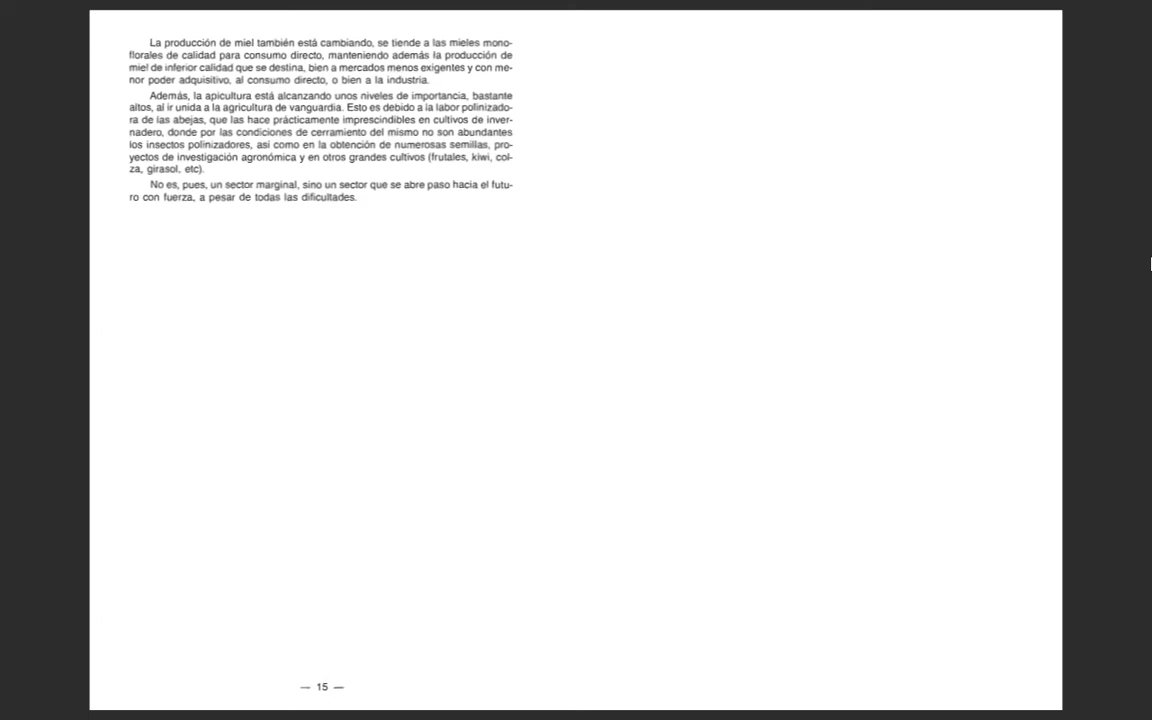 La producción de miel también está cambiando, se tiende a las mieles mono-
florales de calidad para consumo directo, manteniendo además la producción de
miel de inferior calidad que se destina, bien a mercados menos exigentes y con me-
nor poder adquisitivo, al consumo directo, o bien a la industria.
Además, la apicultura está alcanzando unos niveles de importancia, bastante
altos, al ir unida a la agricultura de vanguardia. Esto es debido a la labor polinizado-
ra de las abejas, que las hace prácticamente imprescindibles en cultivos de inver-
nadero, donde por las condiciones de cerramiento del mismo no son abundantes
los insectos polinizadores, así como en la obtención de numerosas semillas, pro-
yectos de investigación agronómica y en otros grandes cultivos (frutales, kiwi, col-
za, girasol, etc).
No es, pues, un sector marginal, sino un sector que se abre paso hacia el futu-
ro con fuerza, a pesar de todas las dificultades.
— 15 —